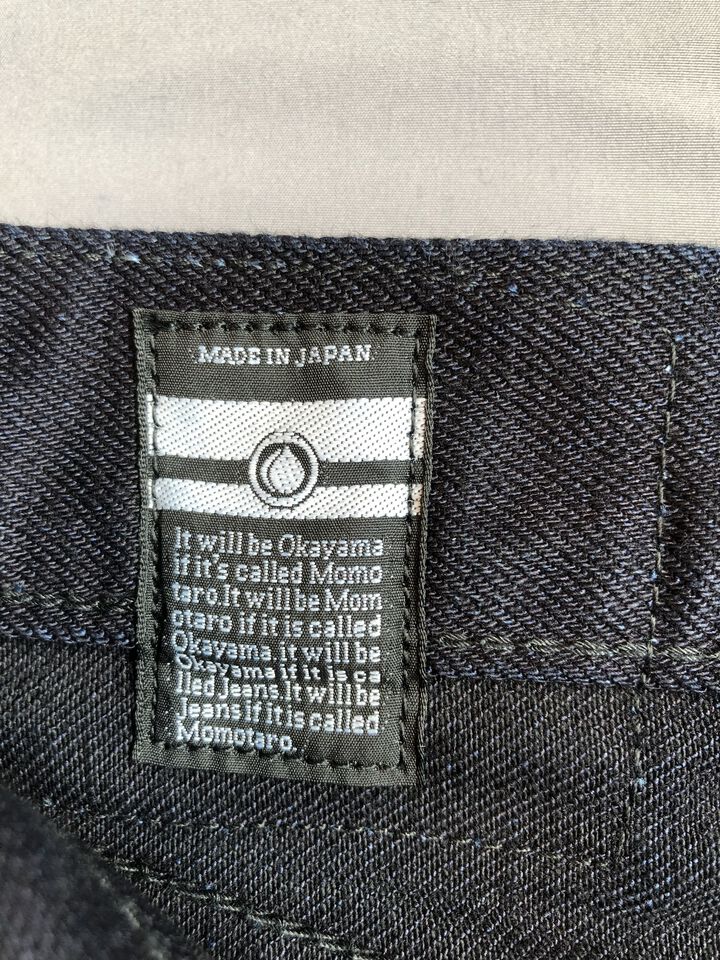 MADE IN JAPAN
It will be Okayama
if it's called Momo
taro.It will be Mom
otaro if it is called
Okayama it will be
Okayama if it is ca
lled Jeans It will be
Jeans if it is called
Momotaro.